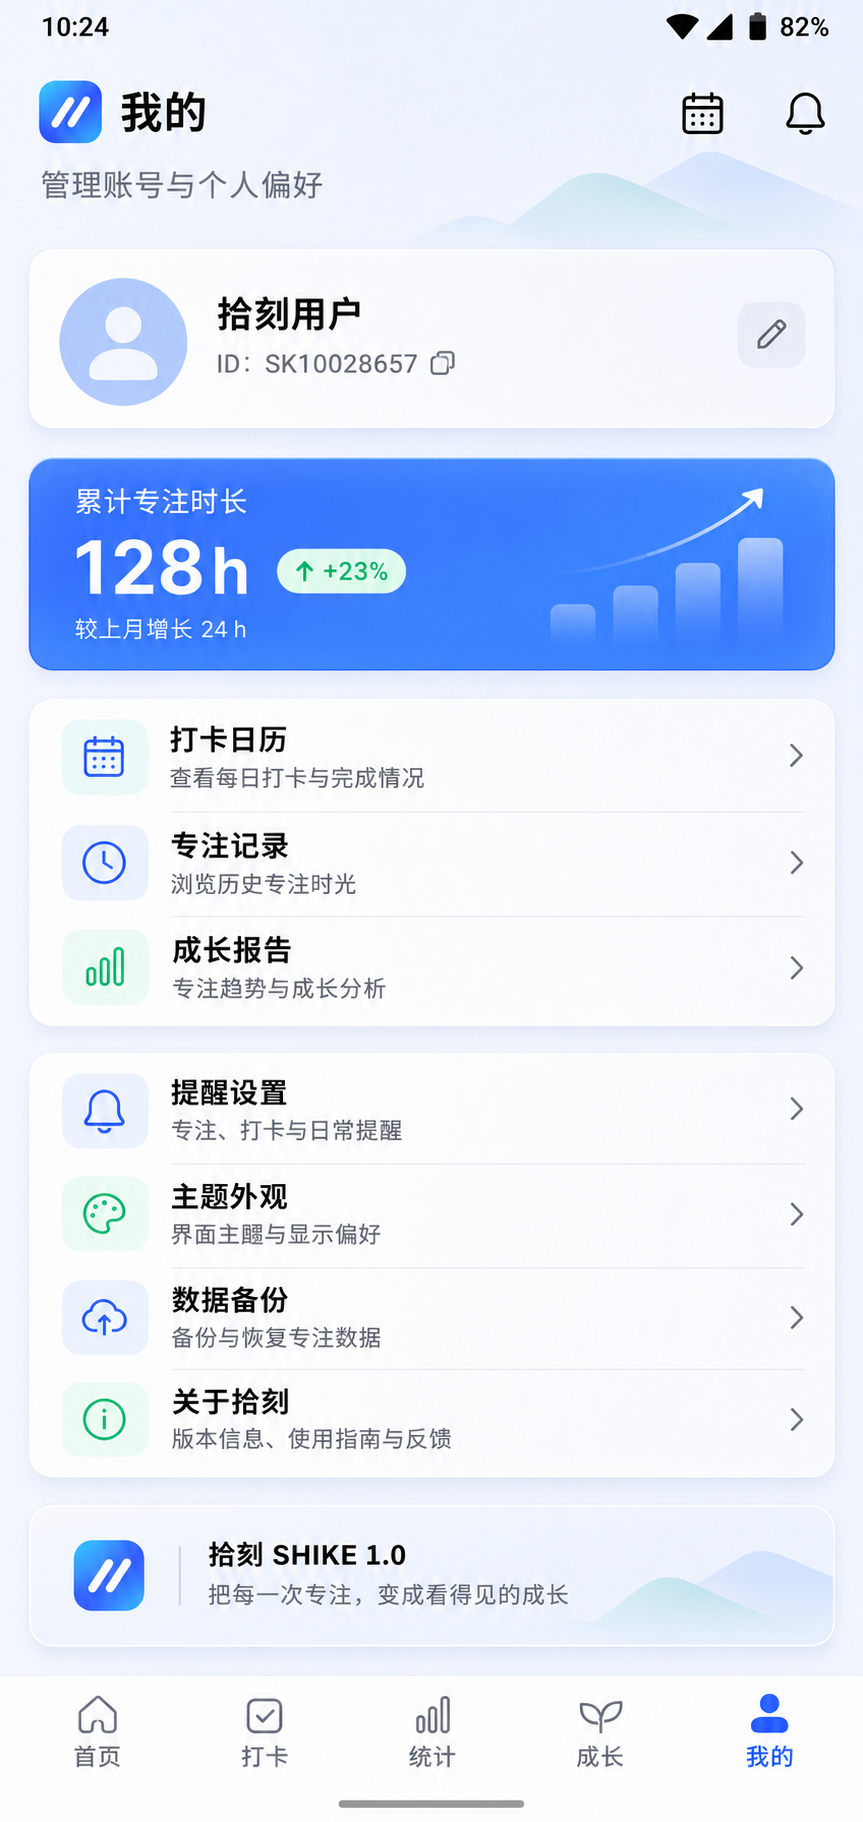 10:24
82%
我的
管理账号与个人偏好
拾刻用户
ID：SK10028657
累计专注时长
128 h
+23%
较上月增长 24 h
打卡日历
查看每日打卡与完成情况
专注记录
浏览历史专注时光
成长报告
专注趋势与成长分析
提醒设置
专注、打卡与日常提醒
主题外观
界面主题与显示偏好
数据备份
备份与恢复专注数据
关于拾刻
版本信息、使用指南与反馈
拾刻 SHIKE 1.0
把每一次专注，变成看得见的成长
首页
打卡
统计
成长
我的